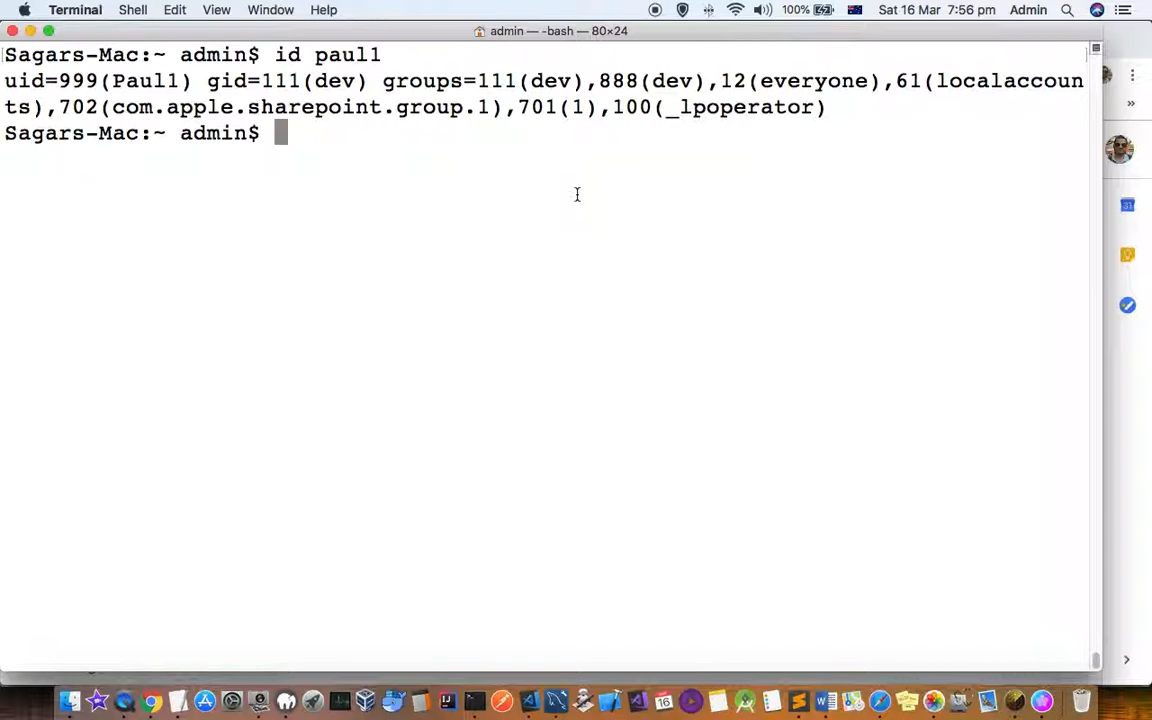 Terminal Shell Edit View Window Help 100% Sat 16 Mar 7:56 pm Admin
admin — -bash — 80×24
Sagars-Mac:~ admin$ id paul1
uid=999(Paul1) gid=111(dev) groups=111(dev),888(dev),12(everyone),61(localaccoun
ts),702(com.apple.sharepoint.group.1),701(1),100(_lpoperator)
Sagars-Mac:~ admin$
31
16